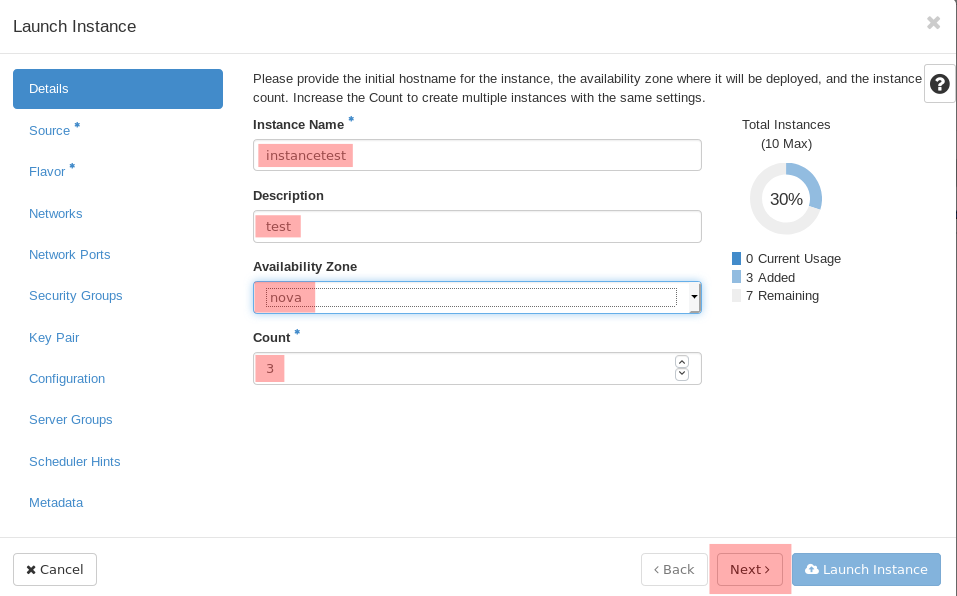 Launch Instance
Details
Source *
Flavor *
Networks
Network Ports
Security Groups
Key Pair
Configuration
Server Groups
Scheduler Hints
Metadata
Please provide the initial hostname for the instance, the availability zone where it will be deployed, and the instance
count. Increase the Count to create multiple instances with the same settings.
Instance Name *
instancetest
Description
test
Availability Zone
nova
Count *
3
Total Instances
(10 Max)
30%
0 Current Usage
3 Added
7 Remaining
Cancel
< Back
Next >
Launch Instance